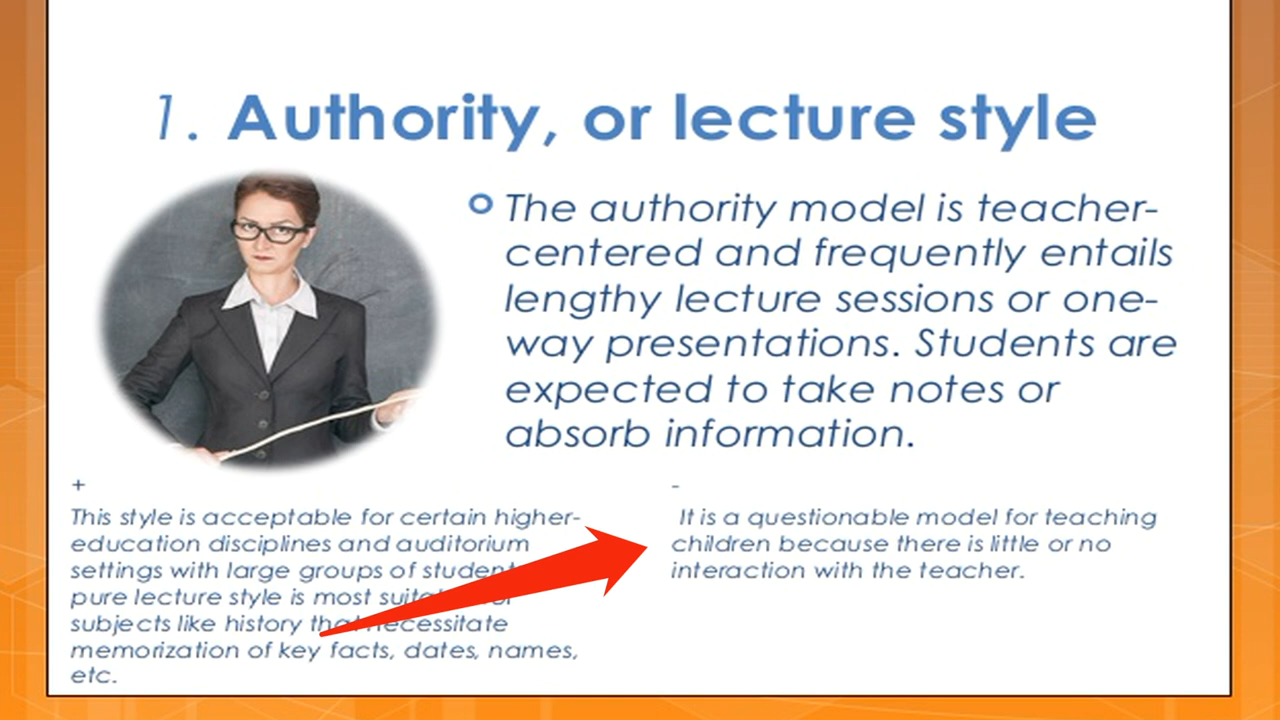 1. Authority, or lecture style
The authority model is teacher-
centered and frequently entails
lengthy lecture sessions or one-
way presentations. Students are
expected to take notes or
absorb information.
+
This style is acceptable for certain higher-
education disciplines and auditorium
settings with large groups of
pure lecture style is most
subjects like history necessitate
memorization of key facts, dates, names,
etc.
-
It is a questionable model for teaching
children because there is little or no
interaction with the teacher.